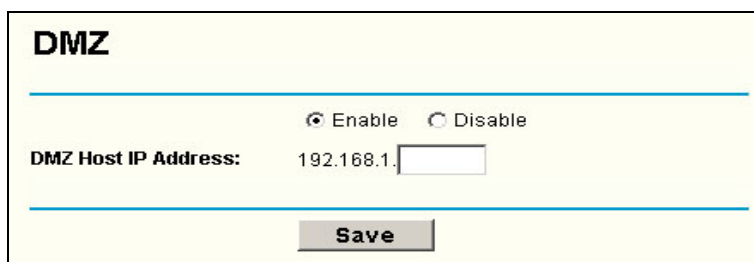 DMZ
Enable Disable
DMZ Host IP Address: 192.168.1.
Save